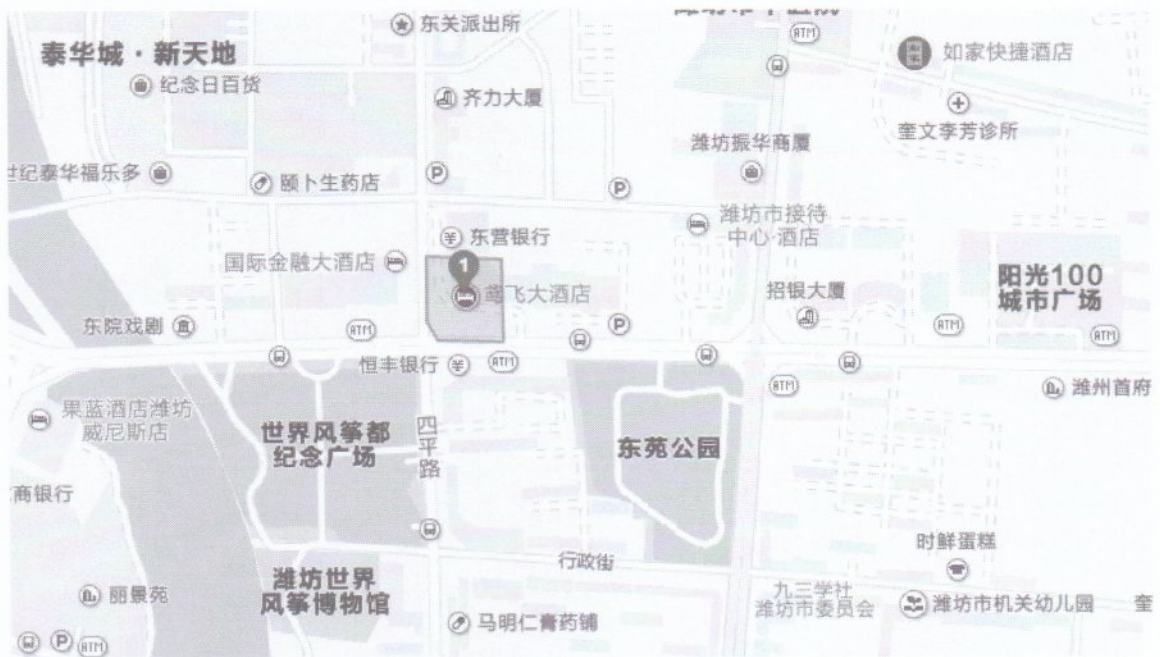 东关派出所
ATM
泰华城·新天地
如家快捷酒店
纪念日百货
齐力大厦
奎文李芳诊所
潍坊振华商厦
世纪泰华福乐多
P
颐卜生药店
P
潍坊市接待
中心·酒店
东营银行
国际金融大酒店
1
鸢飞大酒店
阳光100
城市广场
招银大厦
东院戏剧
ATM
P
ATM
ATM
恒丰银行
ATM
ATM
潍州首府
果蓝酒店潍坊
威尼斯店
世界风筝都
纪念广场
四平路
东苑公园
商银行
时鲜蛋糕
行政街
潍坊世界
风筝博物馆
丽景苑
九三学社
潍坊市委员会
潍坊市机关幼儿园
奎
马明仁膏药铺
P
ATM